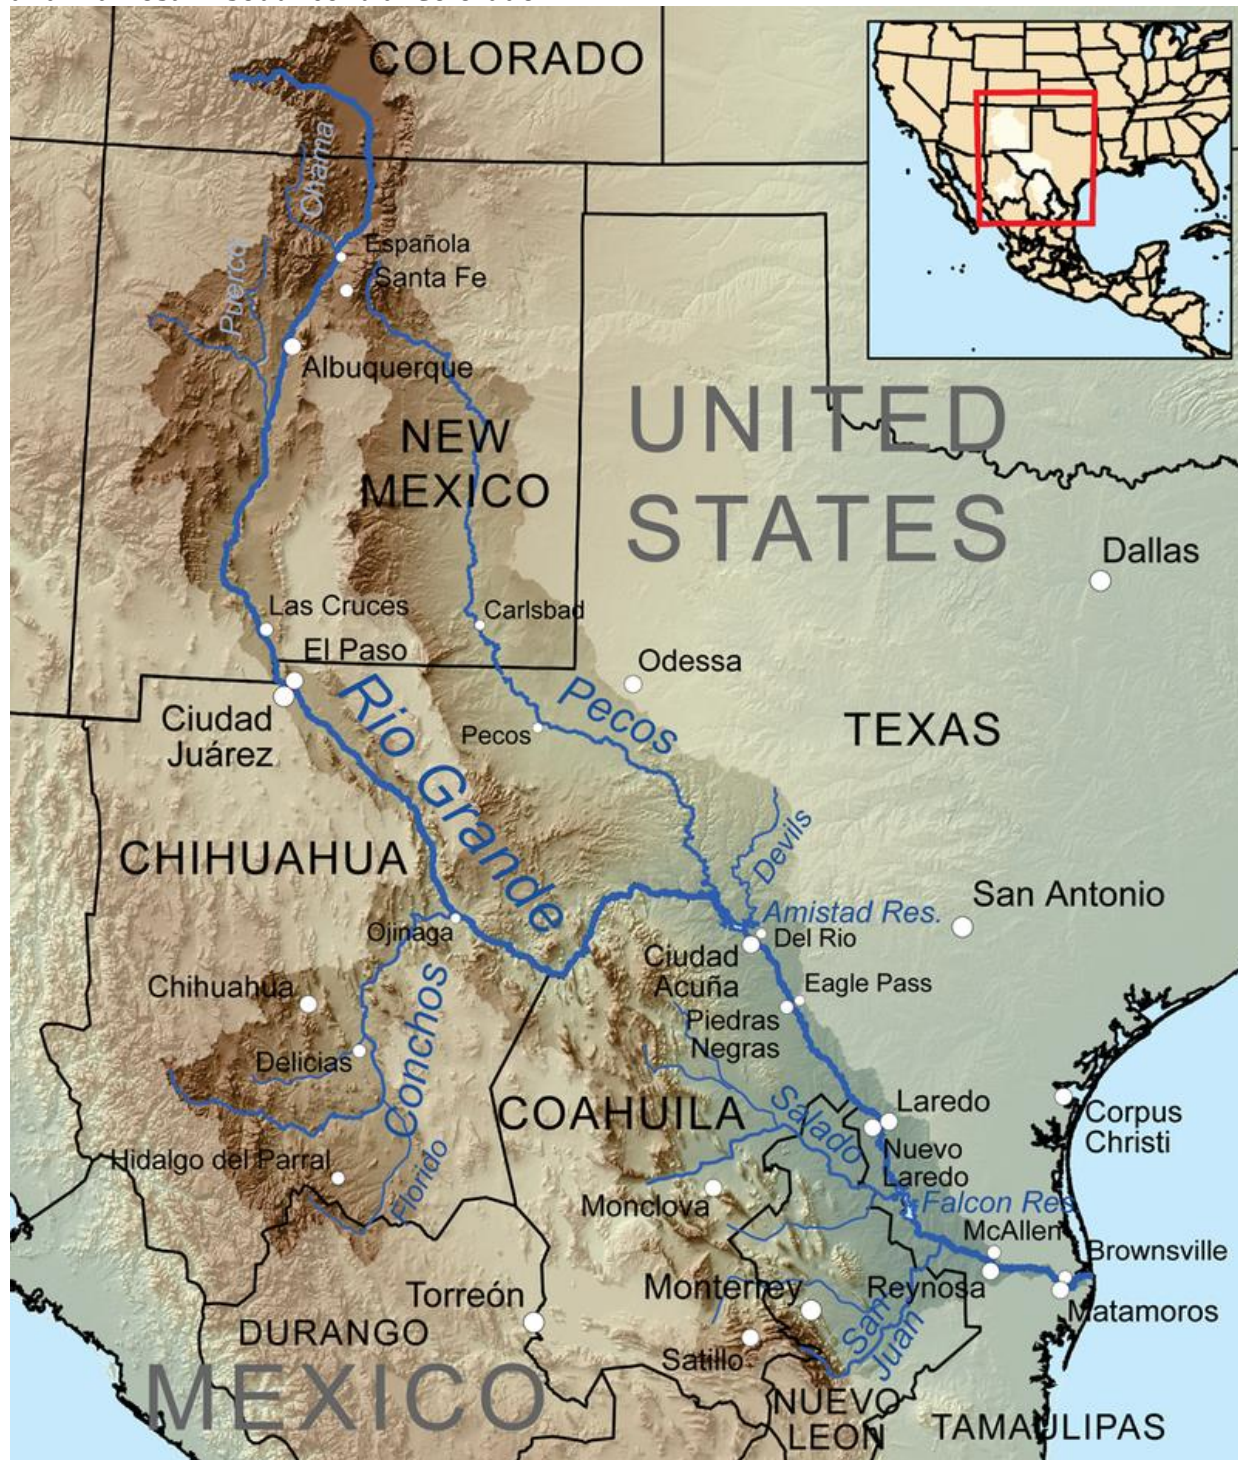 COLORADO
Chama
Española
Santa Fe
Puerco
Albuquerque
NEW
MEXICO
UNITED
STATES
Dallas
Las Cruces
Carlsbad
El Paso
Odessa
Ciudad
Juárez
Rio Grande
Pecos
Pecos
TEXAS
CHIHUAHUA
Devils
San Antonio
Ojinaga
Amistad Res.
Del Rio
Ciudad
Acuña
Eagle Pass
Chihuahua
Piedras
Negras
Conchos
Delicias
COAHUILA
Salado
Laredo
Corpus
Christi
Nuevo
Laredo
Hidalgo del Parral
Florido
Monclova
Falcon Res
McAllen
Brownsville
Monterrey
Reynosa
Matamoros
Torreón
San
Juan
DURANGO
Satillo
MEXICO
NUEVO
LEON
TAMAULIPAS